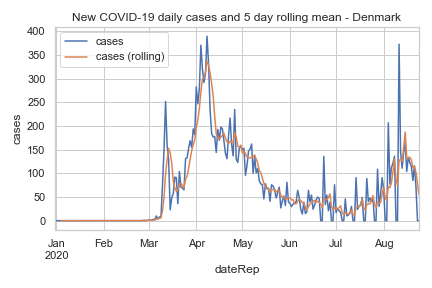 New COVID-19 daily cases and 5 day rolling mean - Denmark
cases
cases (rolling)
400
350
300
250
200
150
100
50
0
cases
Jan Feb Mar Apr May Jun Jul Aug
2020
dateRep